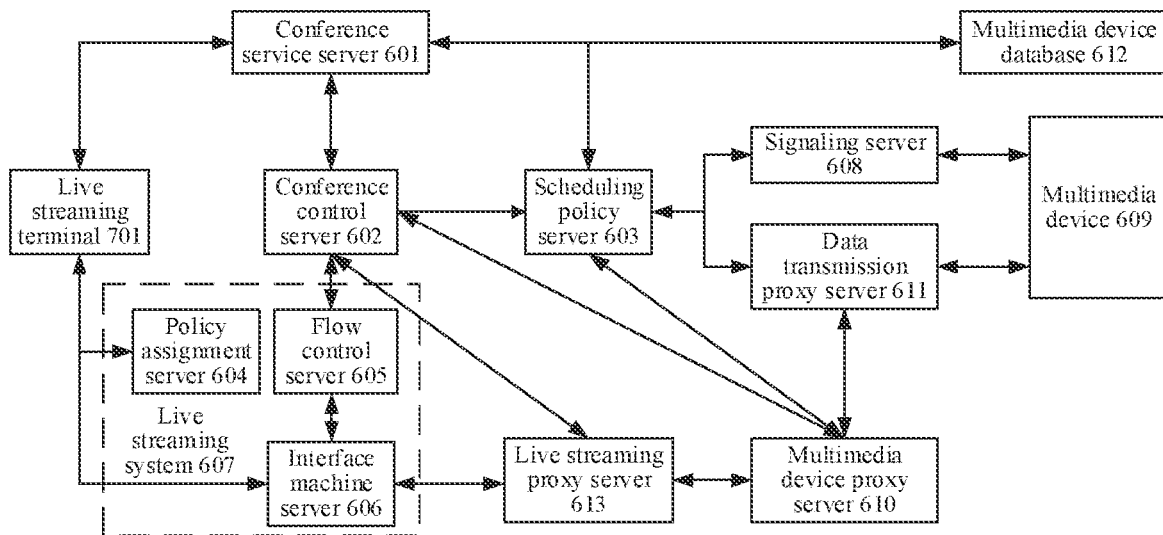 Conference
service server 601
Multimedia device
database 612
Signaling server
608
Live
streaming
terminal 701
Conference
control
server 602
Scheduling
policy
server 603
Multimedia
device 609
Data
transmission
proxy server 611
Policy
assignment
server 604
Flow
control
server 605
Live
streaming
system 607
Interface
machine
server 606
Live streaming
proxy server
613
Multimedia
device proxy
server 610